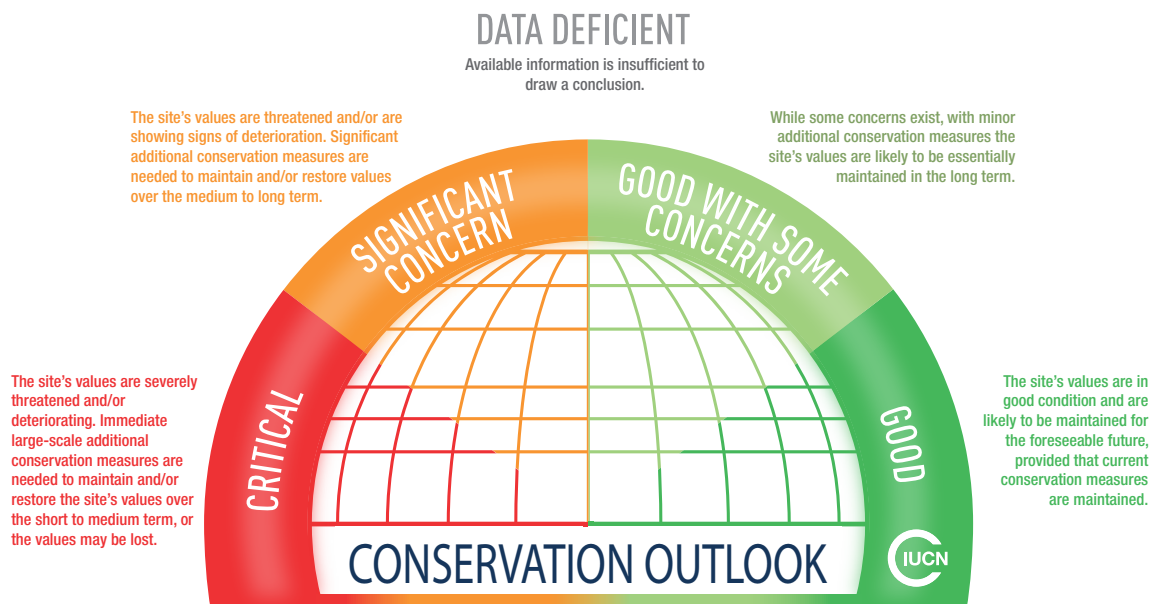 DATA DEFICIENT
Available information is insufficient to
draw a conclusion.
The site's values are threatened and/or are
showing signs of deterioration. Significant
additional conservation measures are
needed to maintain and/or restore values
over the medium to long term.
While some concerns exist, with minor
additional conservation measures the
site's values are likely to be essentially
maintained in the long term.
SIGNIFICANT
CONCERN
GOOD WITH SOME
CONCERNS
The site's values are severely
threatened and/or
deteriorating. Immediate
large-scale additional
conservation measures are
needed to maintain and/or
restore the site's values over
the short to medium term, or
the values may be lost.
CRITICAL
GOOD
The site's values are in
good condition and are
likely to be maintained for
the foreseeable future,
provided that current
conservation measures
are maintained.
CONSERVATION OUTLOOK
IUCN